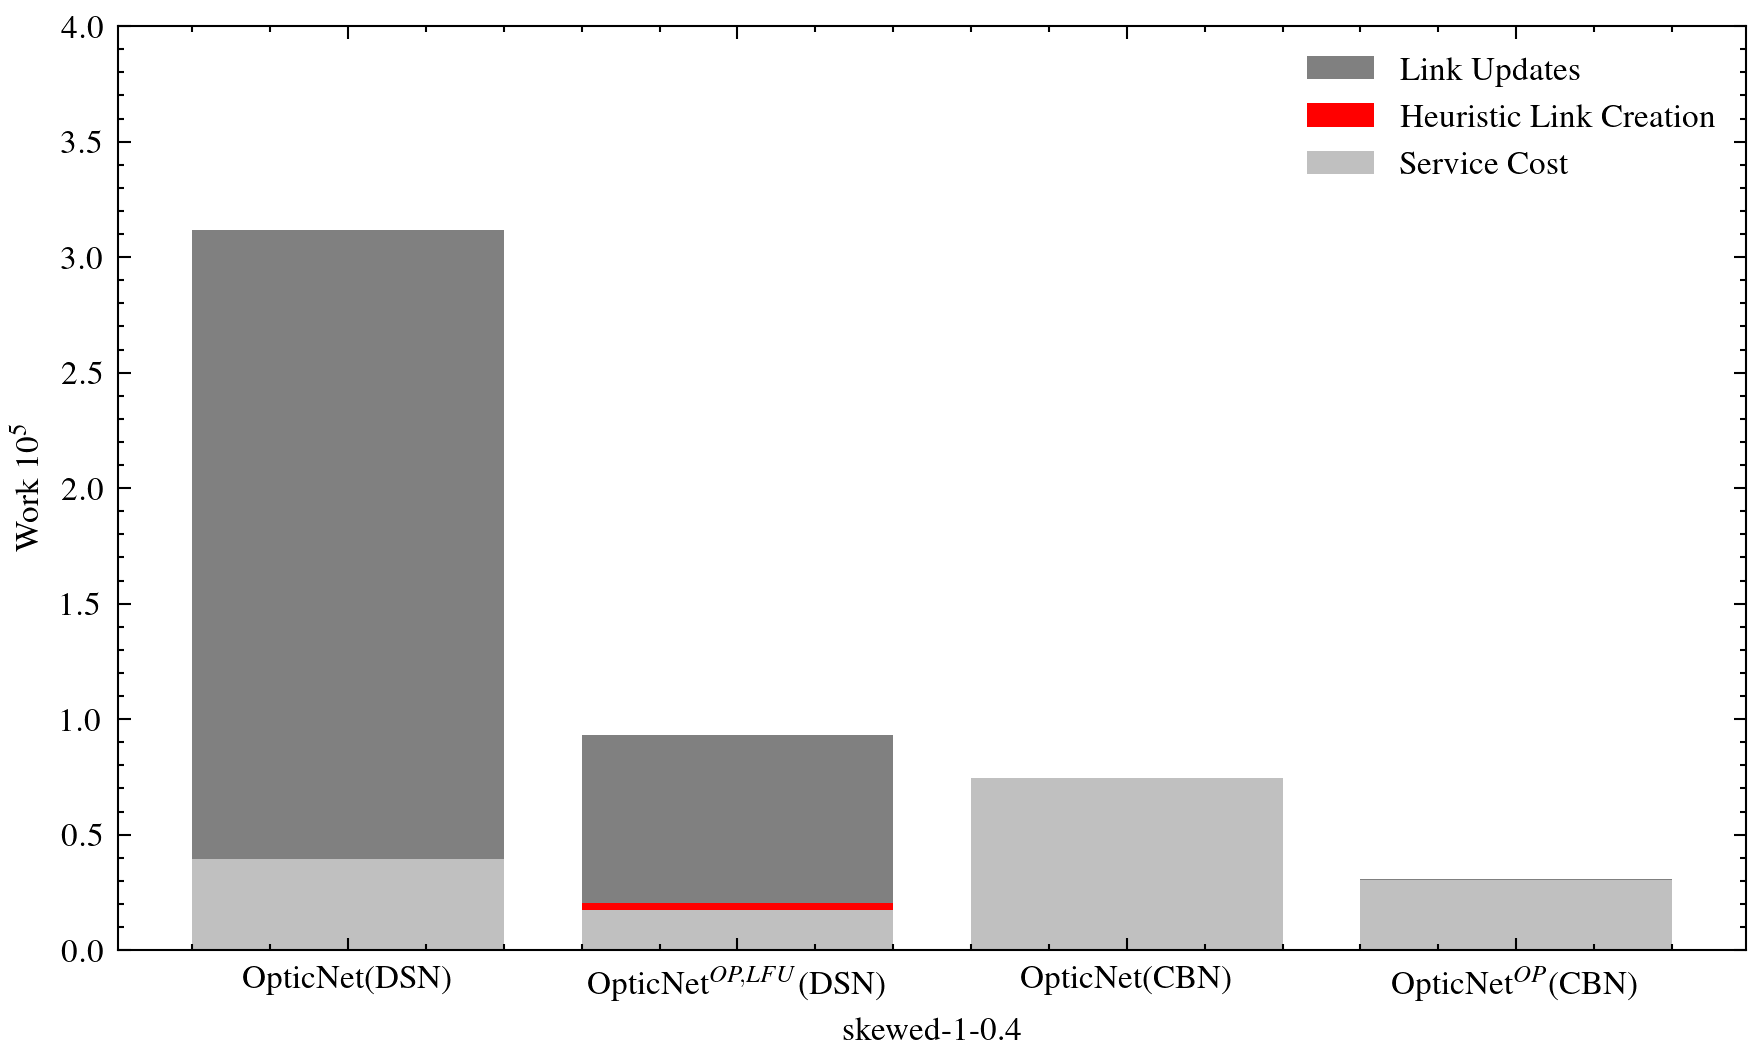 4.0
3.5
3.0
2.5
2.0
1.5
1.0
0.5
0.0
Work 10⁵
Link Updates
Heuristic Link Creation
Service Cost
OpticNet(DSN)
OpticNet^{OP,LFU}(DSN)
OpticNet(CBN)
OpticNet^{OP}(CBN)
skewed-1-0.4